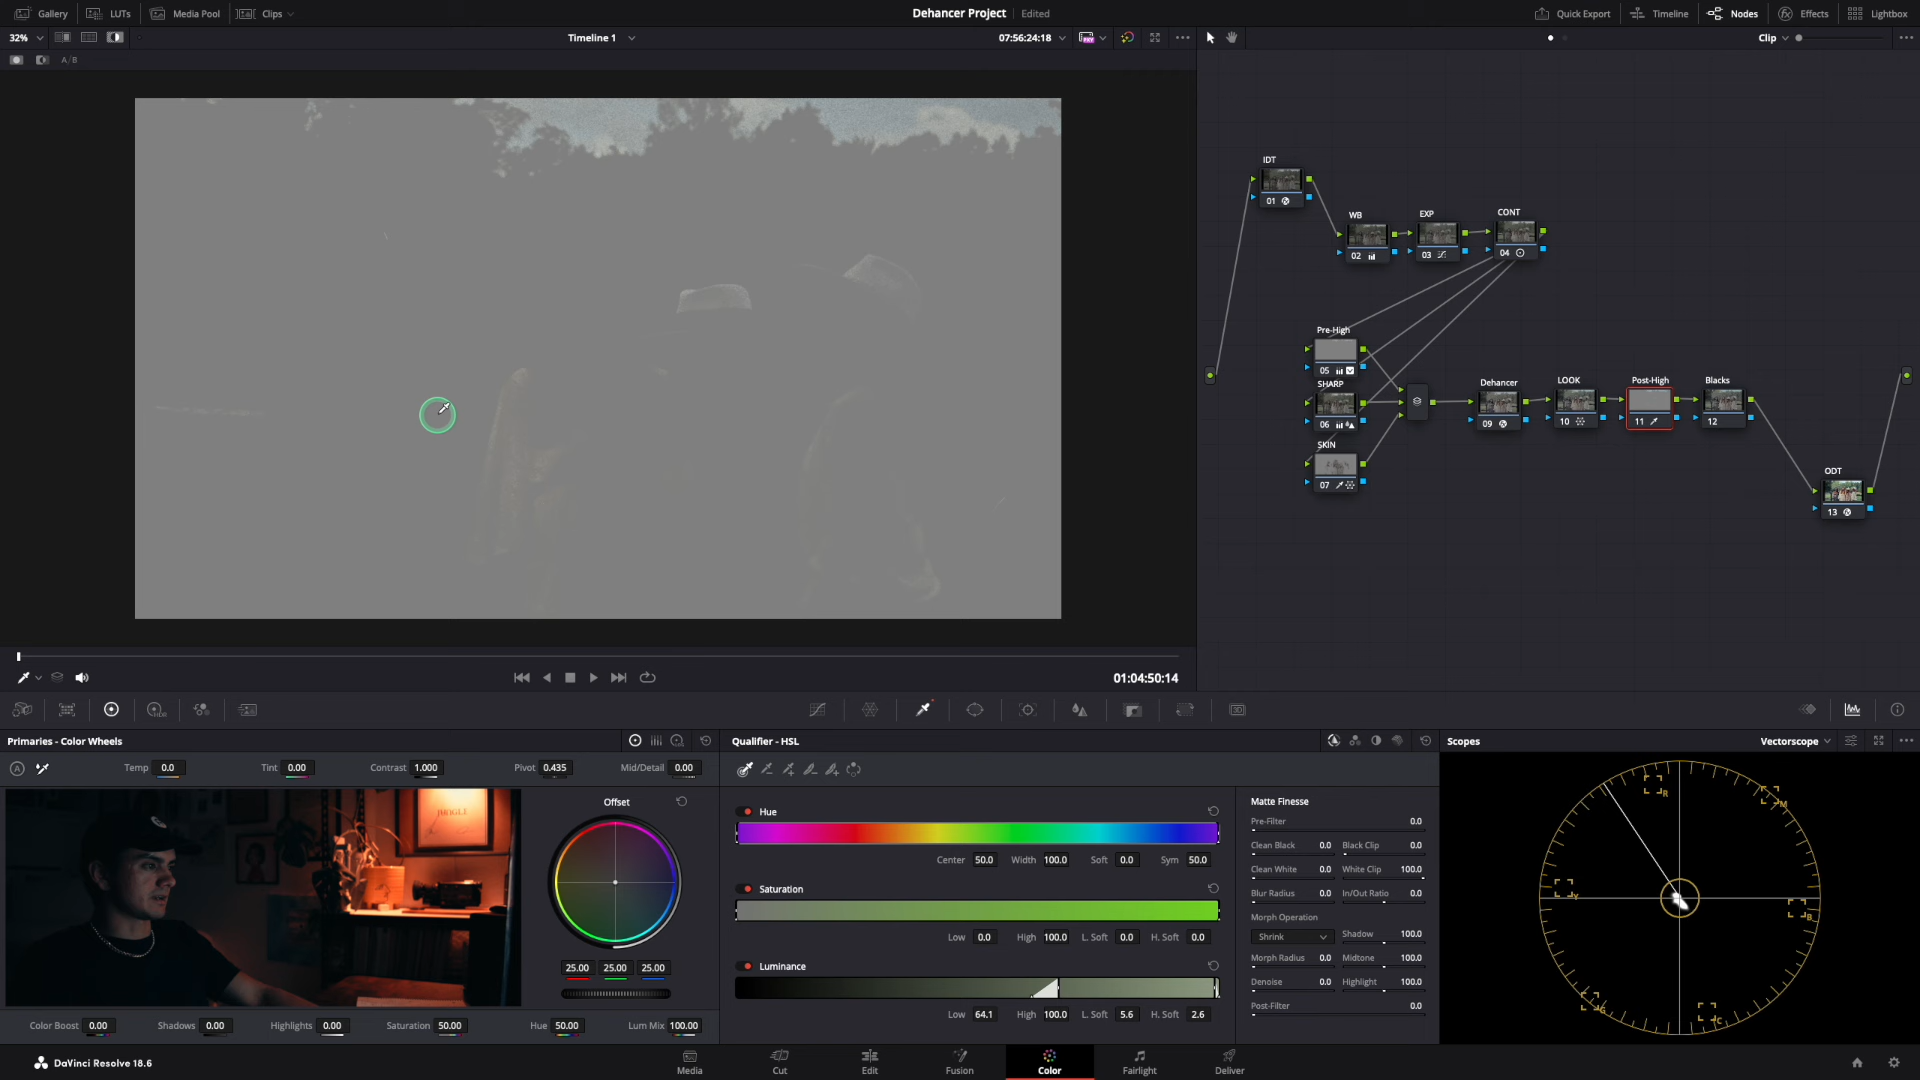 Gallery
LUTs
Media Pool
Clips
Dehancer Project
Edited
Quick Export
Timeline
Nodes
Effects
Lightbox
32%
Timeline 1
07:56:24:18
Clip
A/B
IDT
01
WB
02
EXP
03
CONT
04
Pre-High
05
SHARP
06
SKIN
07
Dehancer
09
LOOK
10
Post-High
11
Blacks
12
ODT
13
01:04:50:14
Primaries - Color Wheels
Qualifier - HSL
Scopes
Vectorscope
Temp 0.0
Tint 0.00
Contrast 1.000
Pivot 0.435
Mid/Detail 0.00
Offset
25.00 25.00 25.00
JUNGLE
Color Boost 0.00
Shadows 0.00
Highlights 0.00
Saturation 50.00
Hue 50.00
Lum Mix 100.00
Hue
Center 50.0 Width 100.0 Soft 0.0 Sym 50.0
Saturation
Low 0.0 High 100.0 L. Soft 0.0 H. Soft 0.0
Luminance
Low 64.1 High 100.0 L. Soft 5.6 H. Soft 2.6
Matte Finesse
Pre-Filter 0.0
Clean Black 0.0 Black Clip 0.0
Clean White 0.0 White Clip 100.0
Blur Radius 0.0 In/Out Ratio 0.0
Morph Operation
Shrink Shadow 100.0
Morph Radius 0.0 Midtone 100.0
Denoise 0.0 Highlight 100.0
Post-Filter 0.0
R
M
B
C
G
Y
DaVinci Resolve 18.6
Media
Cut
Edit
Fusion
Color
Fairlight
Deliver